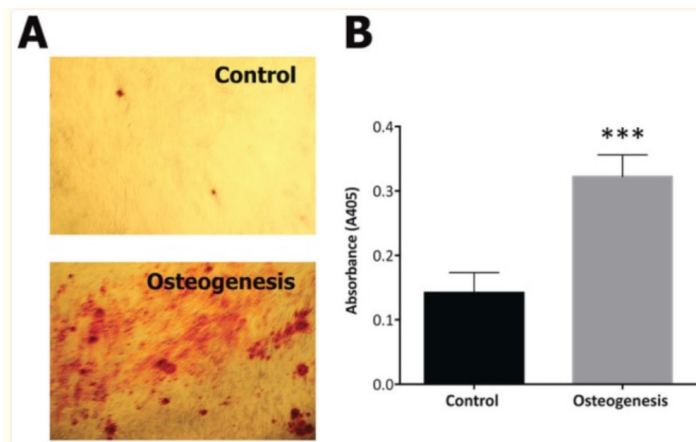 A
Control
Osteogenesis
B
***
Absorbance (A405)
0.4
0.3
0.2
0.1
0.0
Control
Osteogenesis